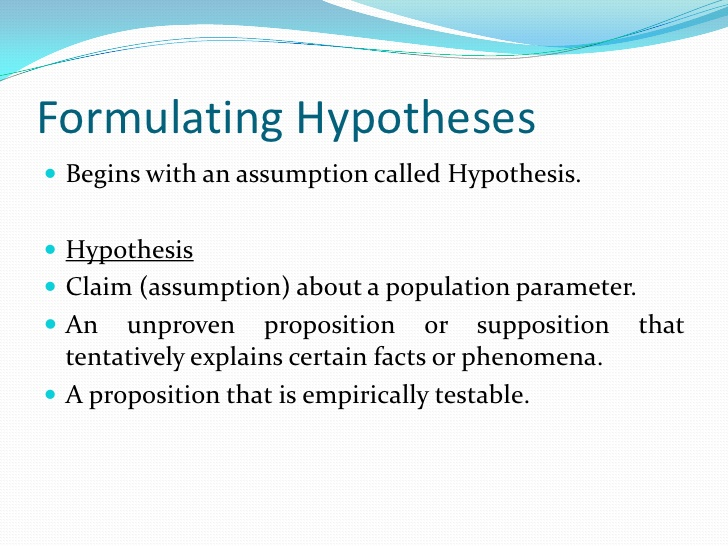 Formulating Hypotheses
Begins with an assumption called Hypothesis.
Hypothesis
Claim (assumption) about a population parameter.
An unproven proposition or supposition that
tentatively explains certain facts or phenomena.
A proposition that is empirically testable.